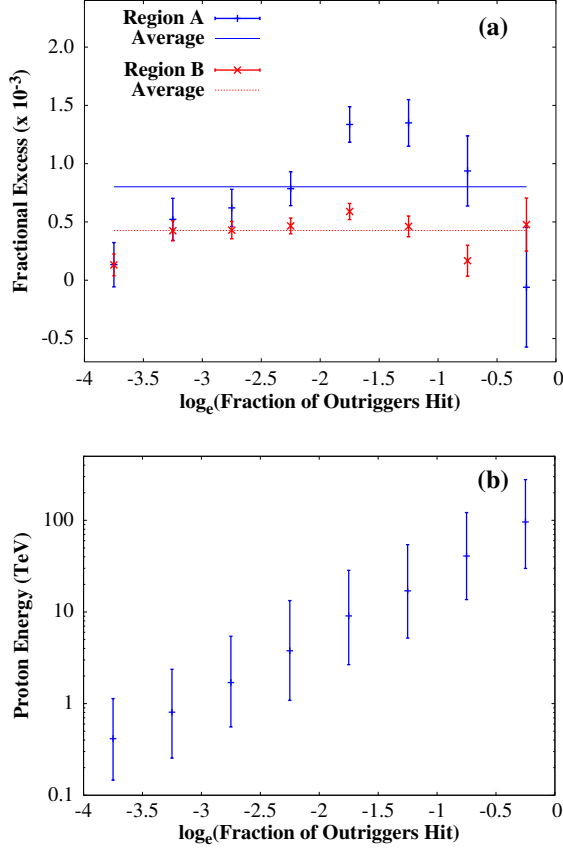 (a)
Region A
Average
Region B
Average
Fractional Excess (x 10⁻³)
2.0
1.5
1.0
0.5
0
-0.5
-4 -3.5 -3 -2.5 -2 -1.5 -1 -0.5 0
logₑ(Fraction of Outriggers Hit)
(b)
Proton Energy (TeV)
100
10
1
0.1
-4 -3.5 -3 -2.5 -2 -1.5 -1 -0.5 0
logₑ(Fraction of Outriggers Hit)